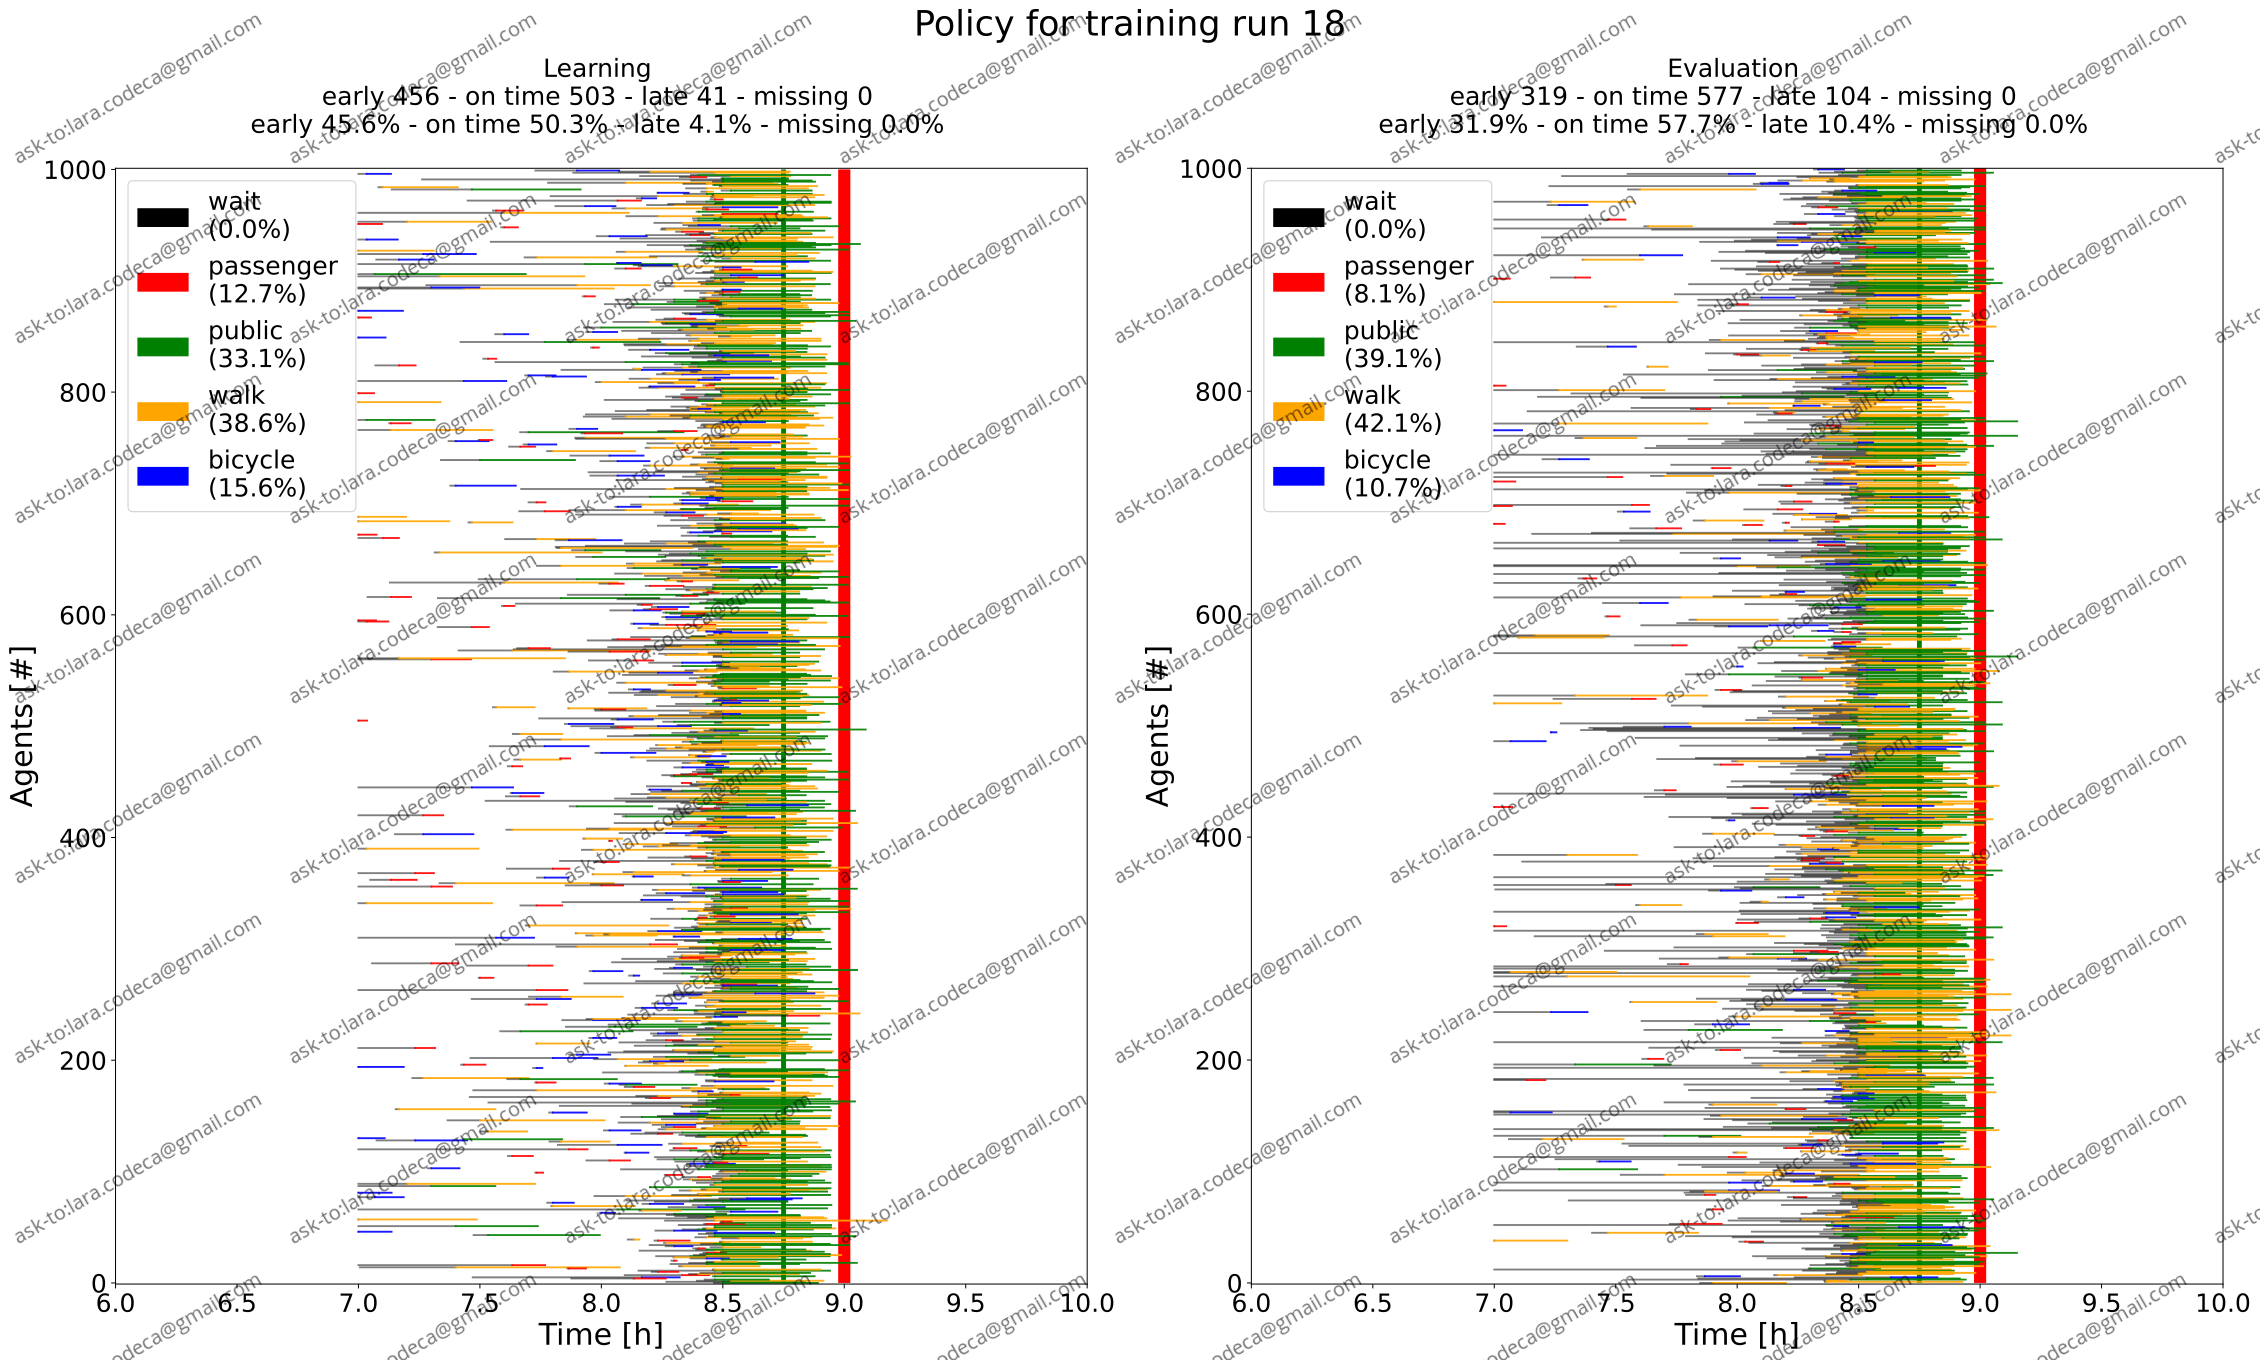 Policy for training run 18
Learning
early 456 - on time 503 - late 41 - missing 0
early 45.6% - on time 50.3% - late 4.1% - missing 0.0%
Evaluation
early 319 - on time 577 - late 104 - missing 0
early 31.9% - on time 57.7% - late 10.4% - missing 0.0%
wait
(0.0%)
passenger
(12.7%)
public
(33.1%)
walk
(38.6%)
bicycle
(15.6%)
wait
(0.0%)
passenger
(8.1%)
public
(39.1%)
walk
(42.1%)
bicycle
(10.7%)
Agents [#]
1000
800
600
400
200
0
6.0 6.5 7.0 7.5 8.0 8.5 9.0 9.5 10.0
Time [h]
Agents [#]
1000
800
600
400
200
0
6.0 6.5 7.0 7.5 8.0 8.5 9.0 9.5 10.0
Time [h]
ask-to:lara.codeca@gmail.com